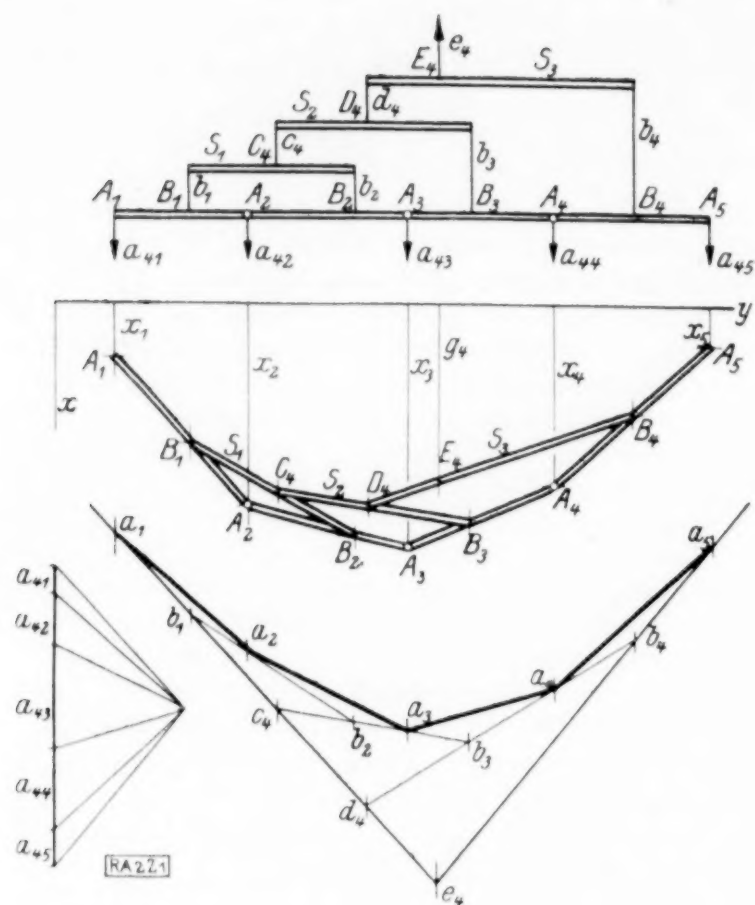 e₄
E₄ S₃
S₂ D₄ d₄
S₁ C₄ c₄ b₃ b₄
A₁ B₁ b₁ A₂ B₂ b₂ A₃ B₃ A₄ B₄ A₅
a₄₁ a₄₂ a₄₃ a₄₄ a₄₅
y
x₁ x₂ x₃ g₄ x₄ x₅
A₁ A₅
x
B₁ S₁ C₄ S₂ D₄ E₄ S₃ B₄
A₂ B₂ A₃ B₃ A₄
a₁ a₅
a₄₁ b₁ a₂ b₄
a₄₂
a₄₃ c₄ b₂ a₃ b₃
a₄₄ d₄
a₄₅ RA221 e₄